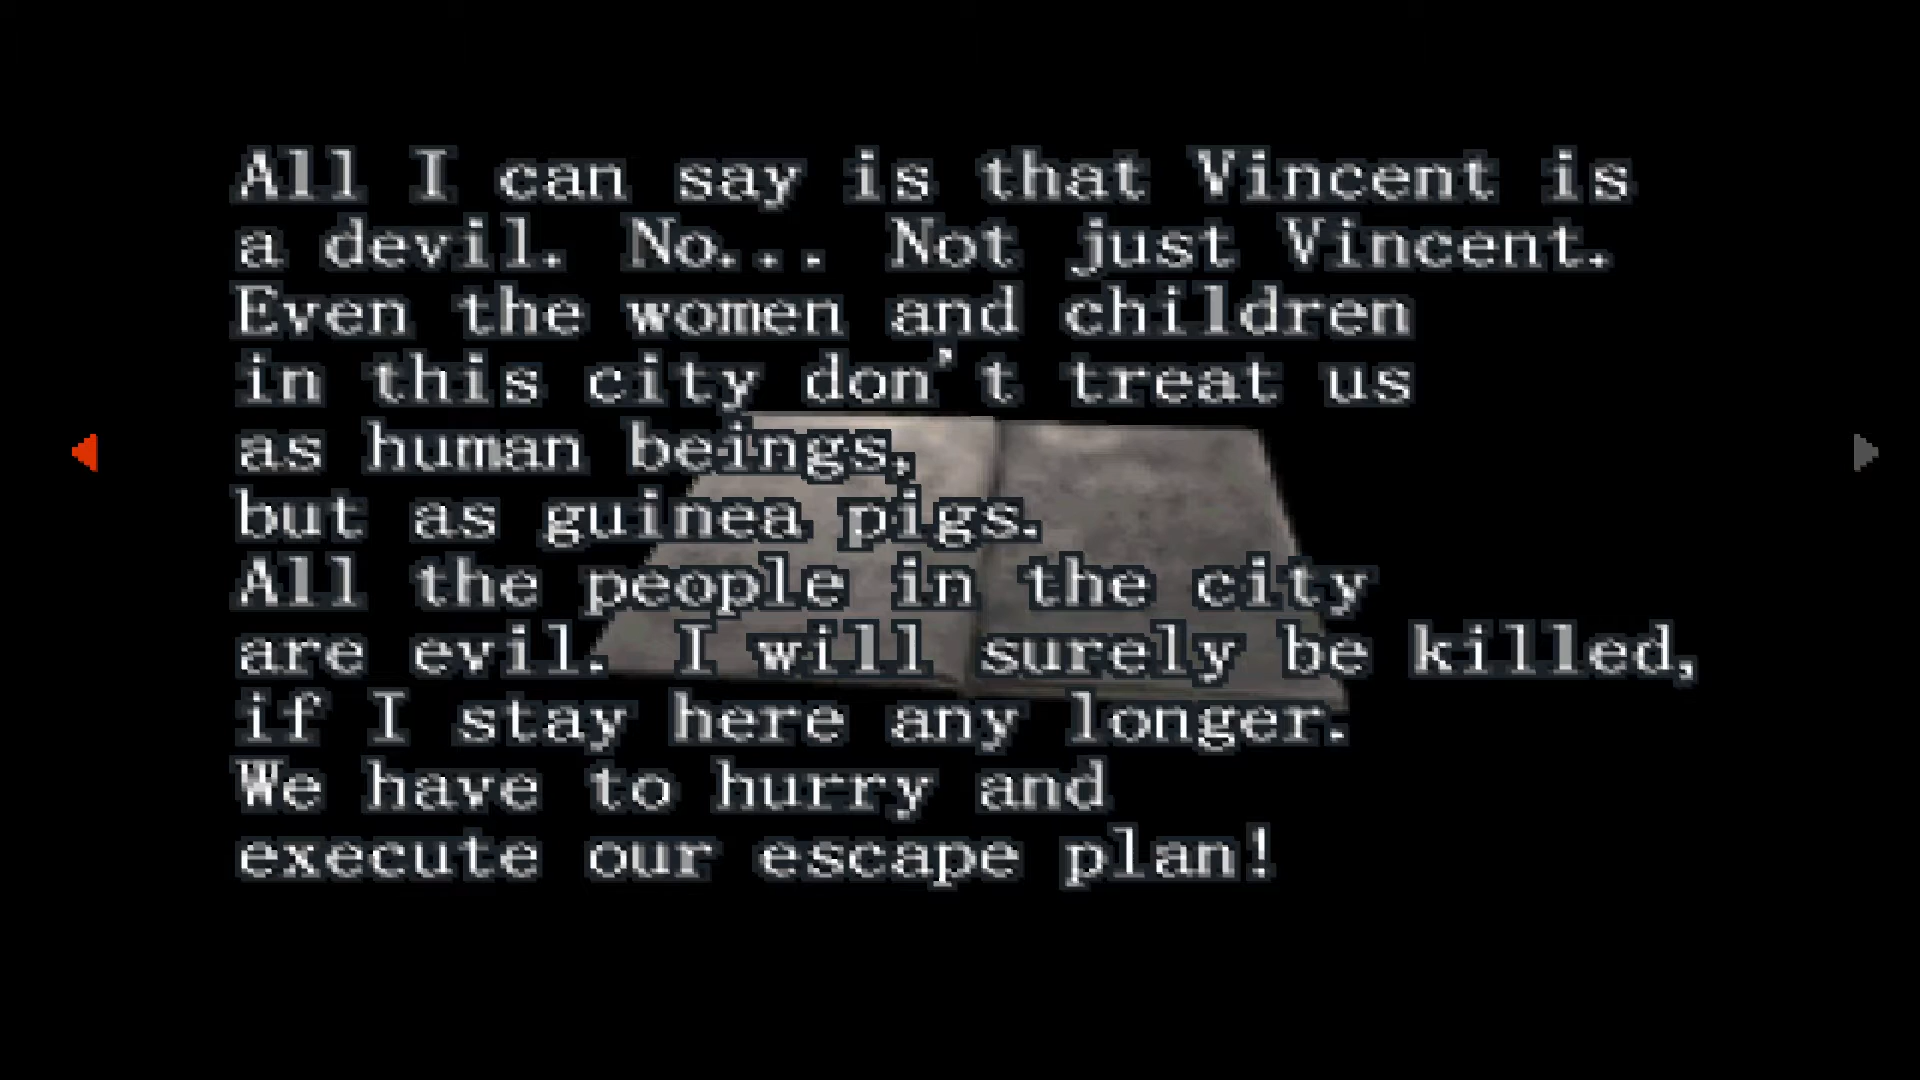 All I can say is that Vincent is
a devil. No... Not just Vincent.
Even the women and children
in this city don't treat us
as human beings,
but as guinea pigs.
All the people in the city
are evil. I will surely be killed,
if I stay here any longer.
We have to hurry and
execute our escape plan!